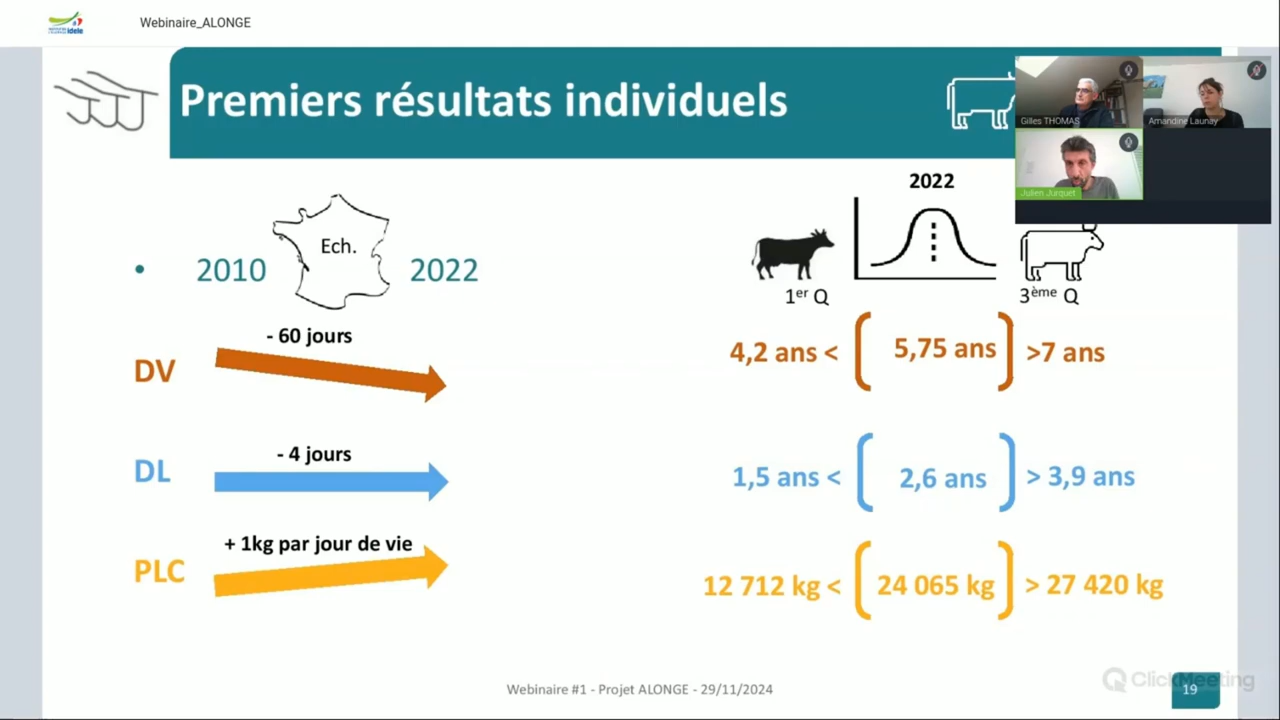 idele
Webinaire_ALONGE
Premiers résultats individuels
Gilles THOMAS
Amandine Launay
Julien Jurquet
2022
Ech.
• 2010 2022
1er Q
3ème Q
- 60 jours
DV
4,2 ans < 5,75 ans >7 ans
- 4 jours
DL
1,5 ans < 2,6 ans > 3,9 ans
+ 1kg par jour de vie
PLC
12 712 kg < 24 065 kg > 27 420 kg
Webinaire #1 - Projet ALONGE - 29/11/2024
ClickMeeting
19